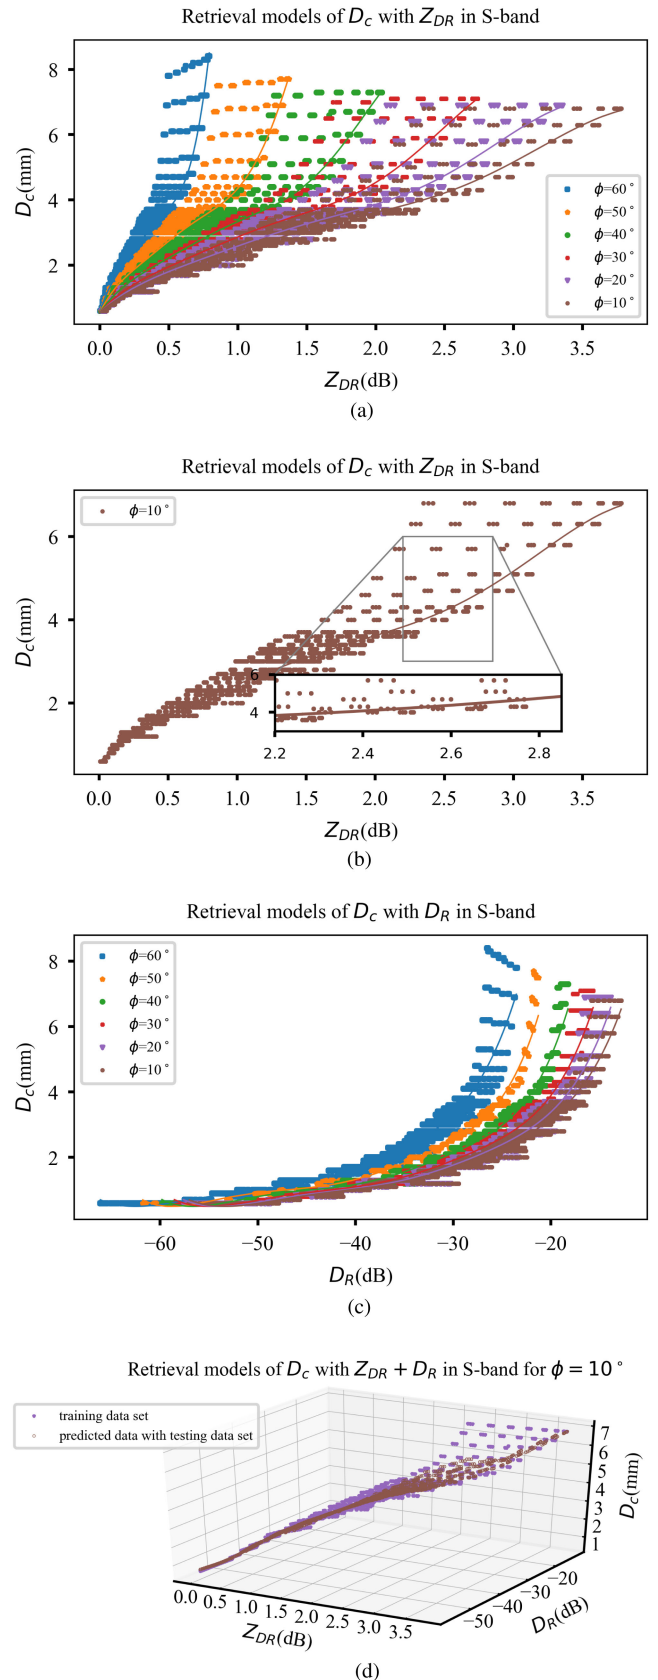 Retrieval models of D_c with Z_DR in S-band
8
6
4
2
D_c(mm)
ϕ=60°
ϕ=50°
ϕ=40°
ϕ=30°
ϕ=20°
ϕ=10°
0.0 0.5 1.0 1.5 2.0 2.5 3.0 3.5
Z_DR(dB)
(a)
Retrieval models of D_c with Z_DR in S-band
ϕ=10°
6
4
2
D_c(mm)
6
4
2.2 2.4 2.6 2.8
0.0 0.5 1.0 1.5 2.0 2.5 3.0 3.5
Z_DR(dB)
(b)
Retrieval models of D_c with D_R in S-band
ϕ=60°
ϕ=50°
ϕ=40°
ϕ=30°
ϕ=20°
ϕ=10°
8
6
4
2
D_c(mm)
−60 −50 −40 −30 −20
D_R(dB)
(c)
Retrieval models of D_c with Z_DR + D_R in S-band for ϕ = 10°
training data set
predicted data with testing data set
7
6
5
4
3
2
1
D_c(mm)
−20
−30
−40
−50
D_R(dB)
0.0 0.5 1.0 1.5 2.0 2.5 3.0 3.5
Z_DR(dB)
(d)